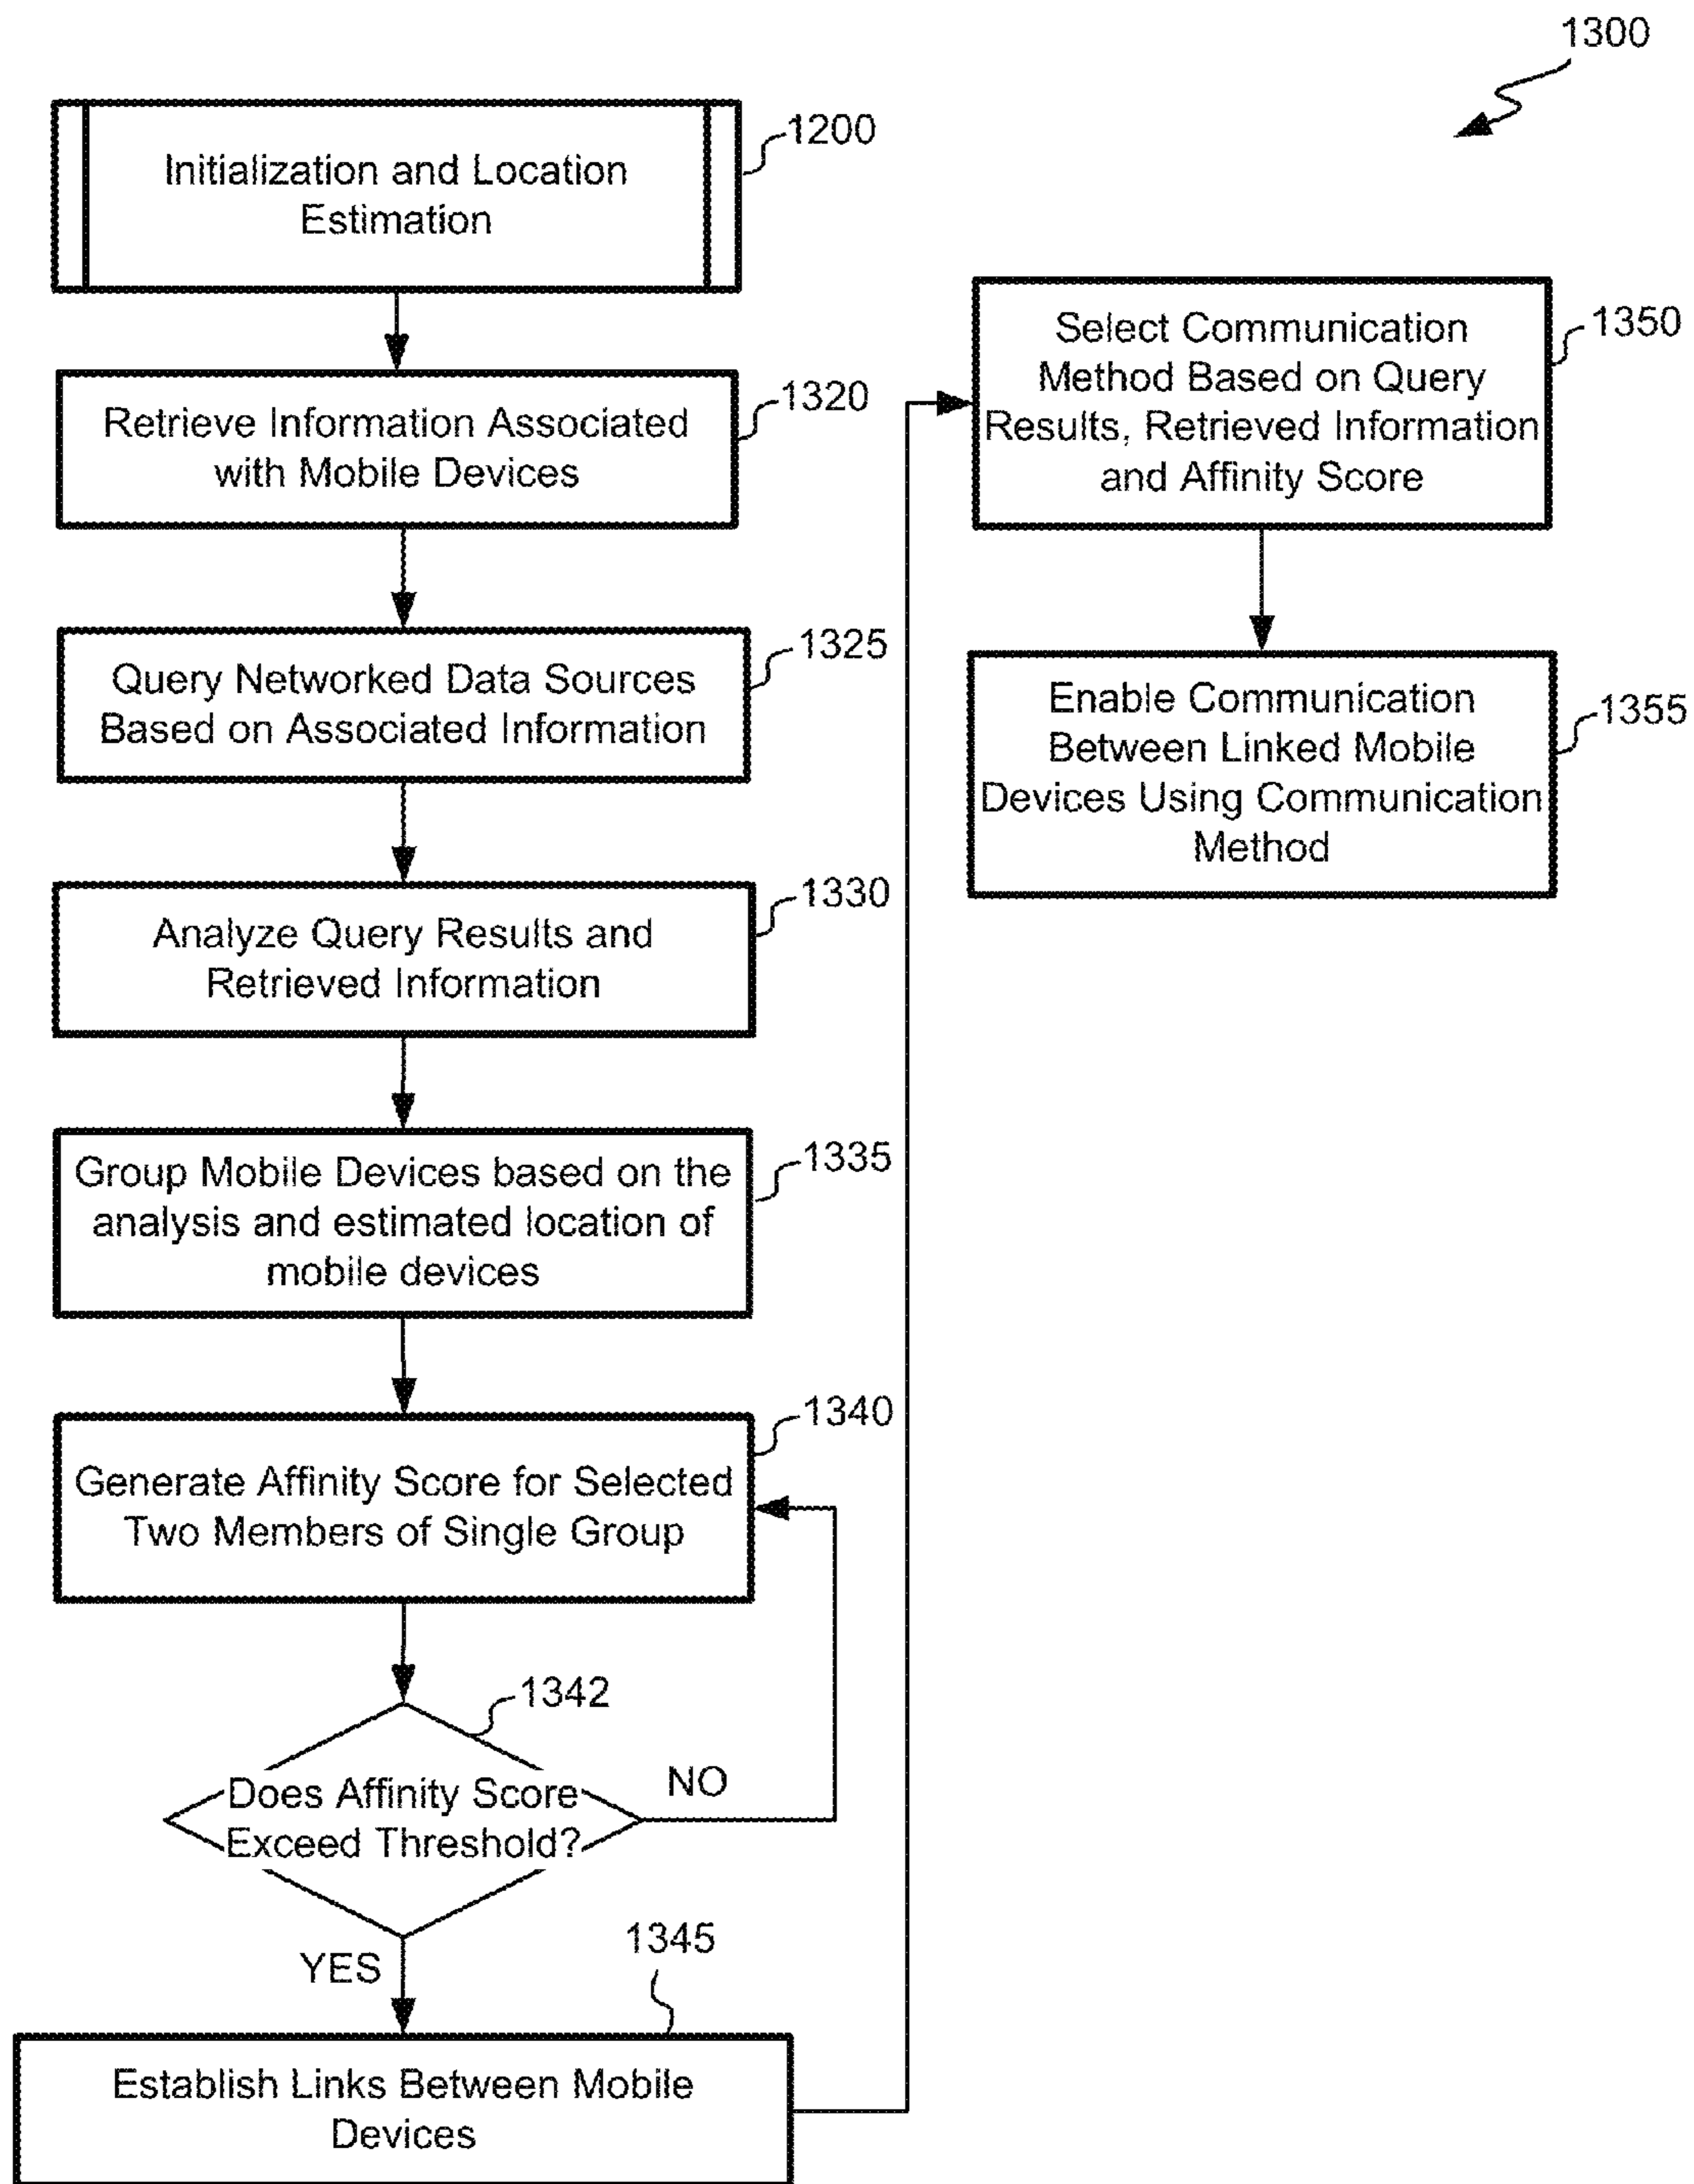 1300
Initialization and Location
Estimation
1200
Retrieve Information Associated
with Mobile Devices
1320
Query Networked Data Sources
Based on Associated Information
1325
Analyze Query Results and
Retrieved Information
1330
Group Mobile Devices based on the
analysis and estimated location of
mobile devices
1335
Generate Affinity Score for Selected
Two Members of Single Group
1340
1342
Does Affinity Score
Exceed Threshold?
NO
YES
1345
Establish Links Between Mobile
Devices
Select Communication
Method Based on Query
Results, Retrieved Information
and Affinity Score
1350
Enable Communication
Between Linked Mobile
Devices Using Communication
Method
1355